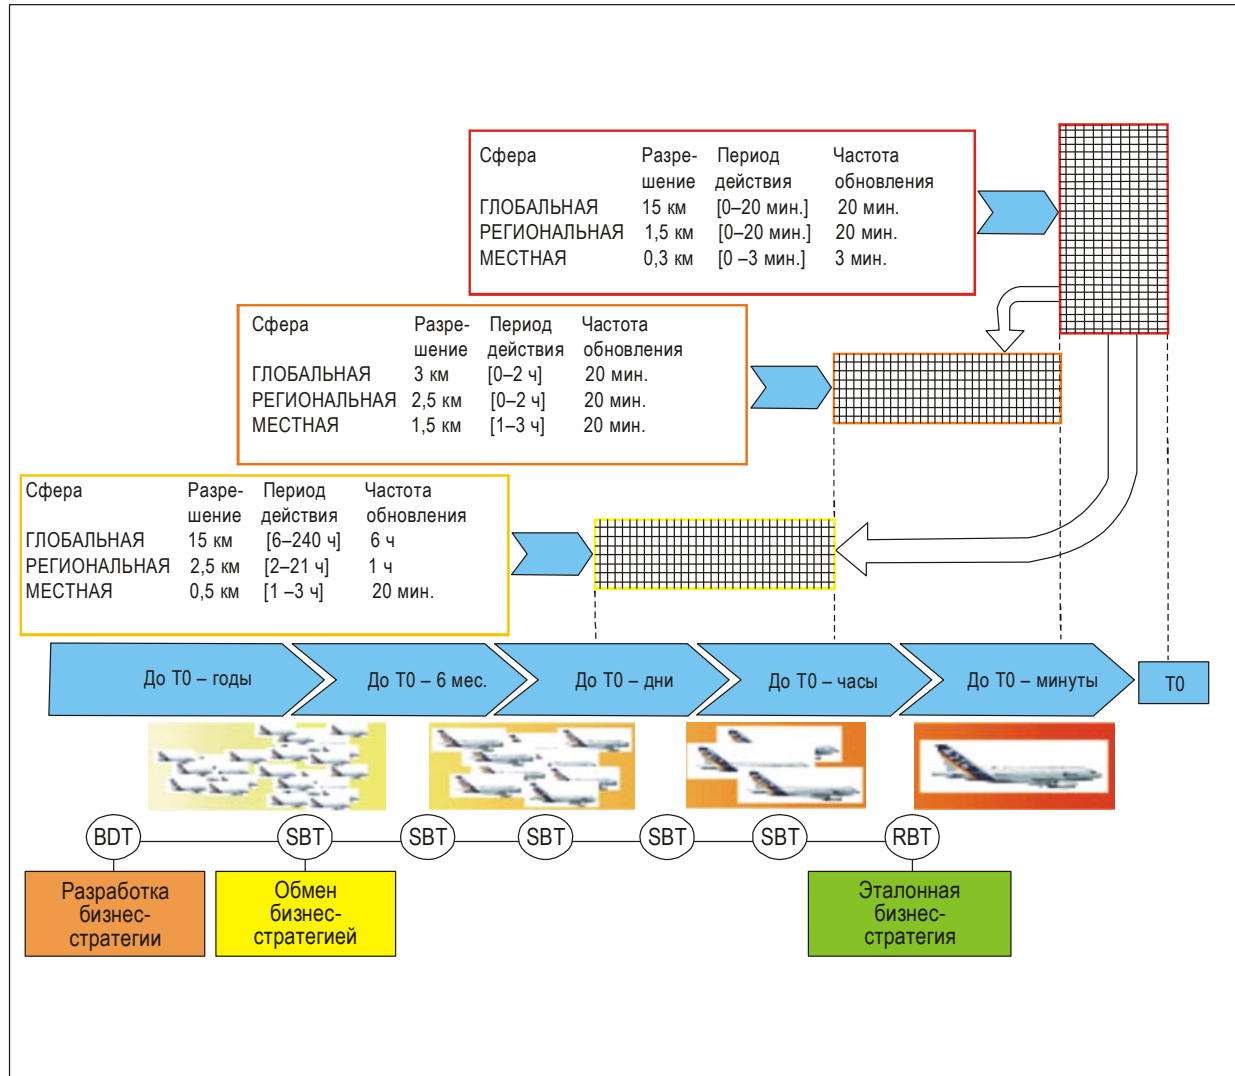 Сфера Разре- Период Частота
шение действия обновления
ГЛОБАЛЬНАЯ 15 км [0–20 мин.] 20 мин.
РЕГИОНАЛЬНАЯ 1,5 км [0–20 мин.] 20 мин.
МЕСТНАЯ 0,3 км [0 –3 мин.] 3 мин.
Сфера Разре- Период Частота
шение действия обновления
ГЛОБАЛЬНАЯ 3 км [0–2 ч] 20 мин.
РЕГИОНАЛЬНАЯ 2,5 км [0–2 ч] 20 мин.
МЕСТНАЯ 1,5 км [1–3 ч] 20 мин.
Сфера Разре- Период Частота
шение действия обновления
ГЛОБАЛЬНАЯ 15 км [6–240 ч] 6 ч
РЕГИОНАЛЬНАЯ 2,5 км [2–21 ч] 1 ч
МЕСТНАЯ 0,5 км [1 –3 ч] 20 мин.
До T0 – годы До T0 – 6 мес. До T0 – дни До T0 – часы До T0 – минуты T0
BDT SBT SBT SBT SBT SBT RBT
Разработка
бизнес-
стратегии
Обмен
бизнес-
стратегией
Эталонная
бизнес-
стратегия